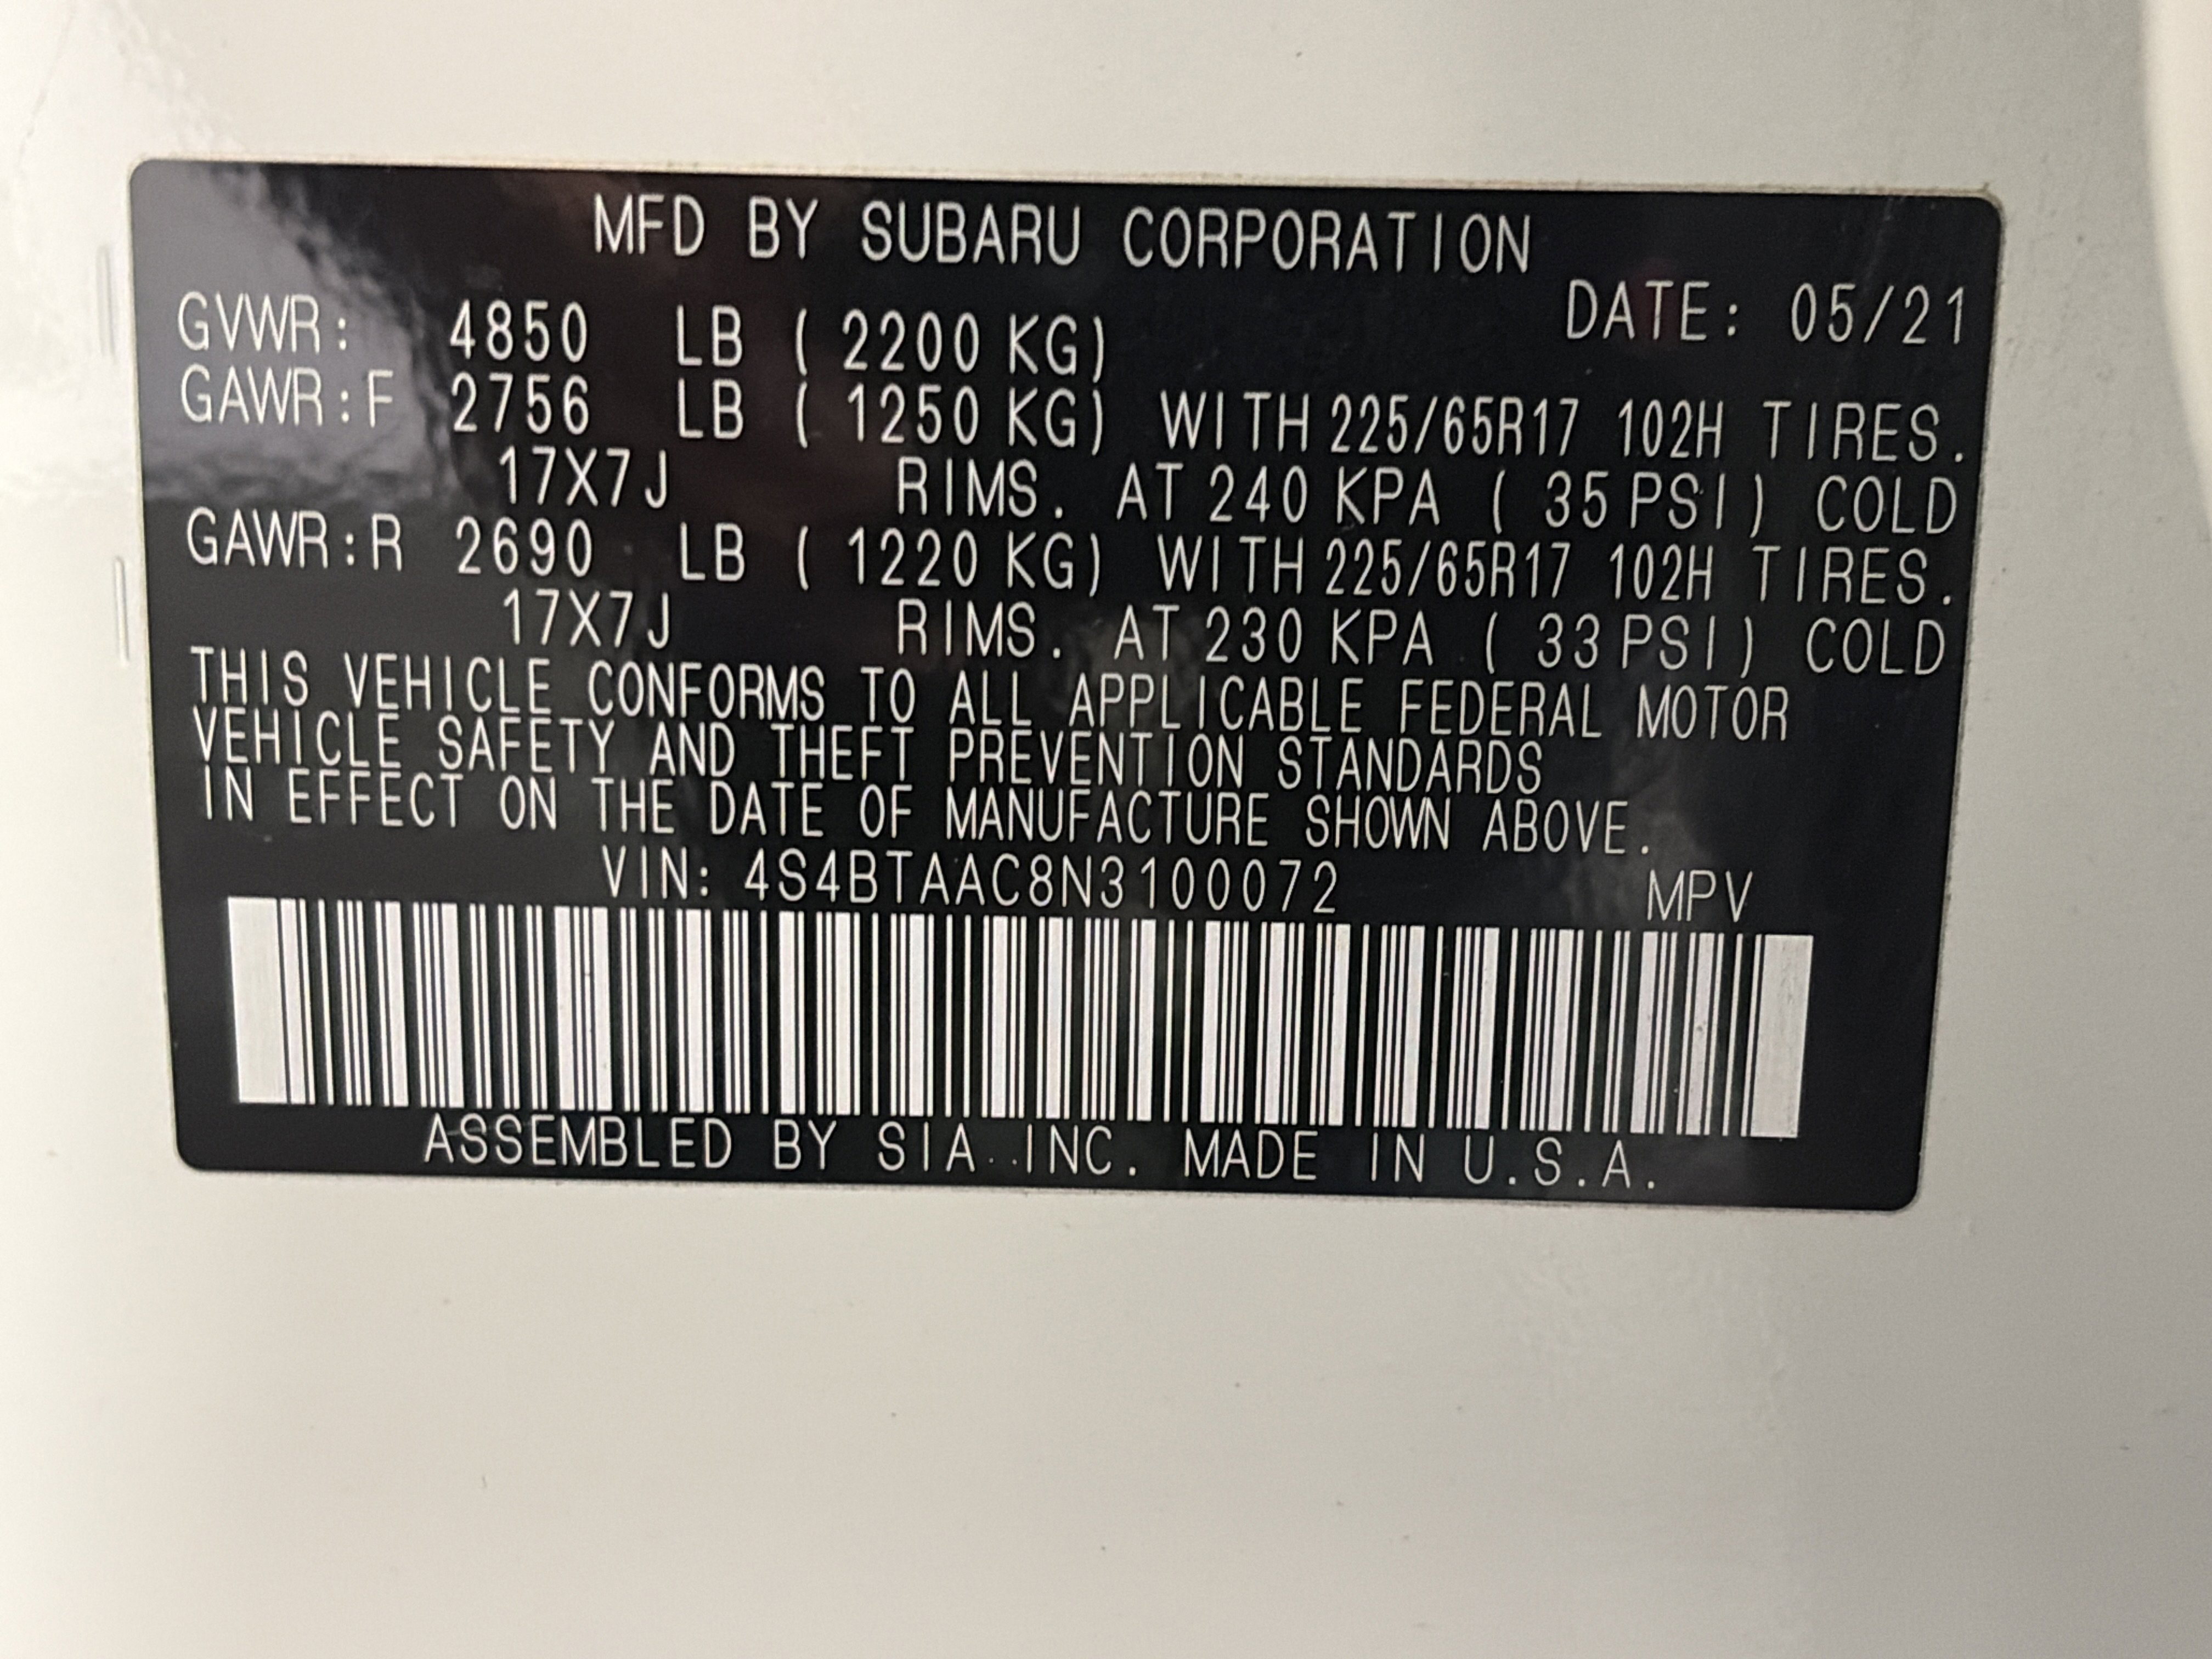 MFD BY SUBARU CORPORATION
DATE: 05/21
GVWR: 4850 LB ( 2200 KG)
GAWR:F 2756 LB ( 1250 KG) WITH 225/65R17 102H TIRES.
17X7J RIMS. AT 240 KPA ( 35 PSI) COLD
GAWR:R 2690 LB ( 1220 KG) WITH 225/65R17 102H TIRES.
17X7J RIMS. AT 230 KPA ( 33 PSI) COLD
THIS VEHICLE CONFORMS TO ALL APPLICABLE FEDERAL MOTOR
VEHICLE SAFETY AND THEFT PREVENTION STANDARDS
IN EFFECT ON THE DATE OF MANUFACTURE SHOWN ABOVE.
VIN: 4S4BTAAC8N3100072 MPV
ASSEMBLED BY SIA..INC. MADE IN U.S.A.